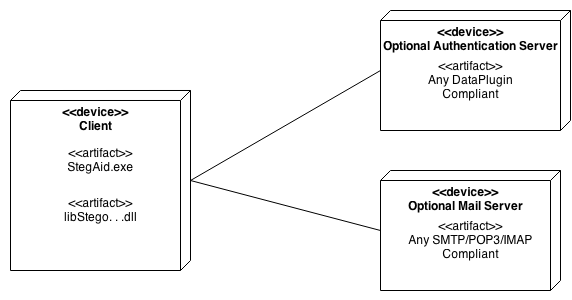 <<device>>
Client
<<artifact>>
StegAid.exe
<<artifact>>
libStego. . .dll
<<device>>
Optional Authentication Server
<<artifact>>
Any DataPlugin
Compliant
<<device>>
Optional Mail Server
<<artifact>>
Any SMTP/POP3/IMAP
Compliant